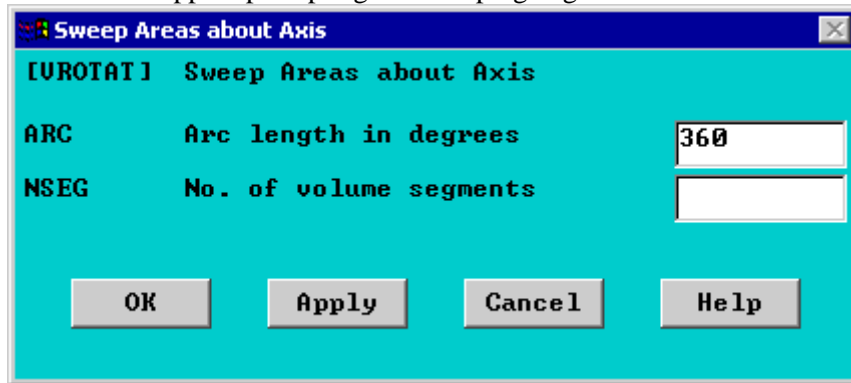 Sweep Areas about Axis
[VROTAT] Sweep Areas about Axis
ARC Arc length in degrees 360
NSEG No. of volume segments
OK Apply Cancel Help